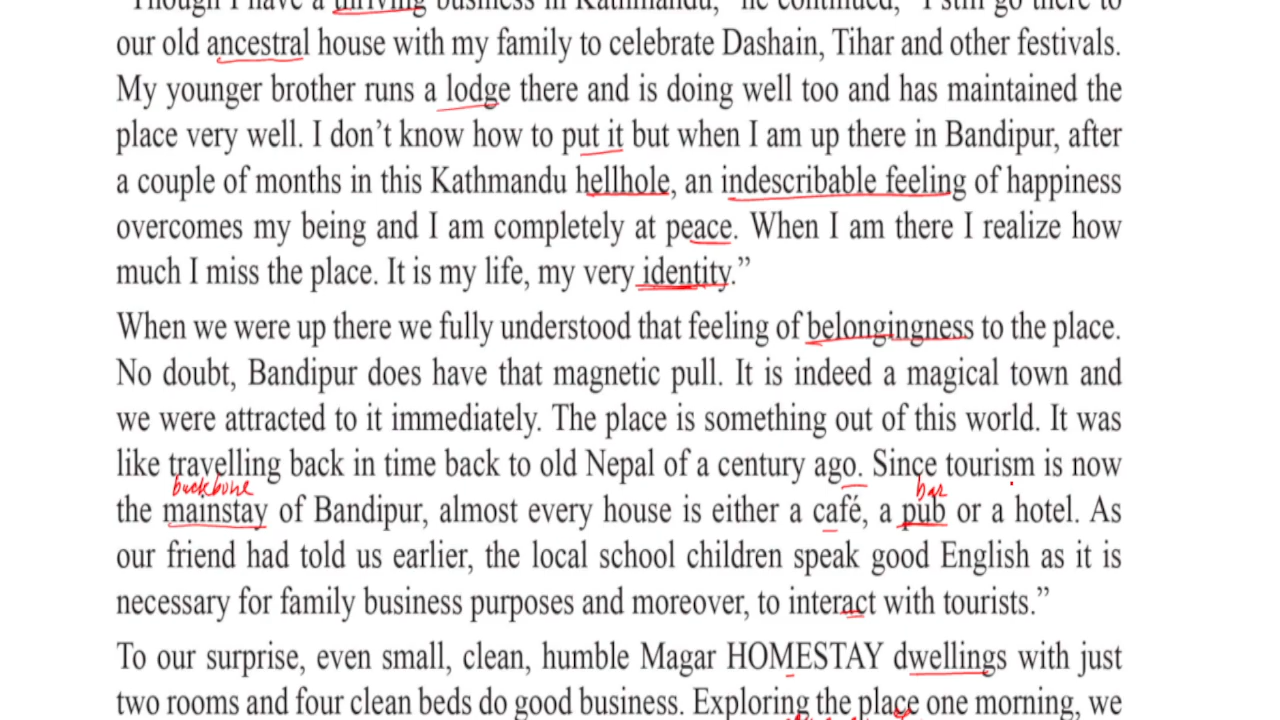 "Though I have a thriving business in Kathmandu," he continued, "I still go there to
our old ancestral house with my family to celebrate Dashain, Tihar and other festivals.
My younger brother runs a lodge there and is doing well too and has maintained the
place very well. I don't know how to put it but when I am up there in Bandipur, after
a couple of months in this Kathmandu hellhole, an indescribable feeling of happiness
overcomes my being and I am completely at peace. When I am there I realize how
much I miss the place. It is my life, my very identity."
When we were up there we fully understood that feeling of belongingness to the place.
No doubt, Bandipur does have that magnetic pull. It is indeed a magical town and
we were attracted to it immediately. The place is something out of this world. It was
like travelling back in time back to old Nepal of a century ago. Since tourism is now
backbone bar
the mainstay of Bandipur, almost every house is either a café, a pub or a hotel. As
our friend had told us earlier, the local school children speak good English as it is
necessary for family business purposes and moreover, to interact with tourists."
To our surprise, even small, clean, humble Magar HOMESTAY dwellings with just
two rooms and four clean beds do good business. Exploring the place one morning, we